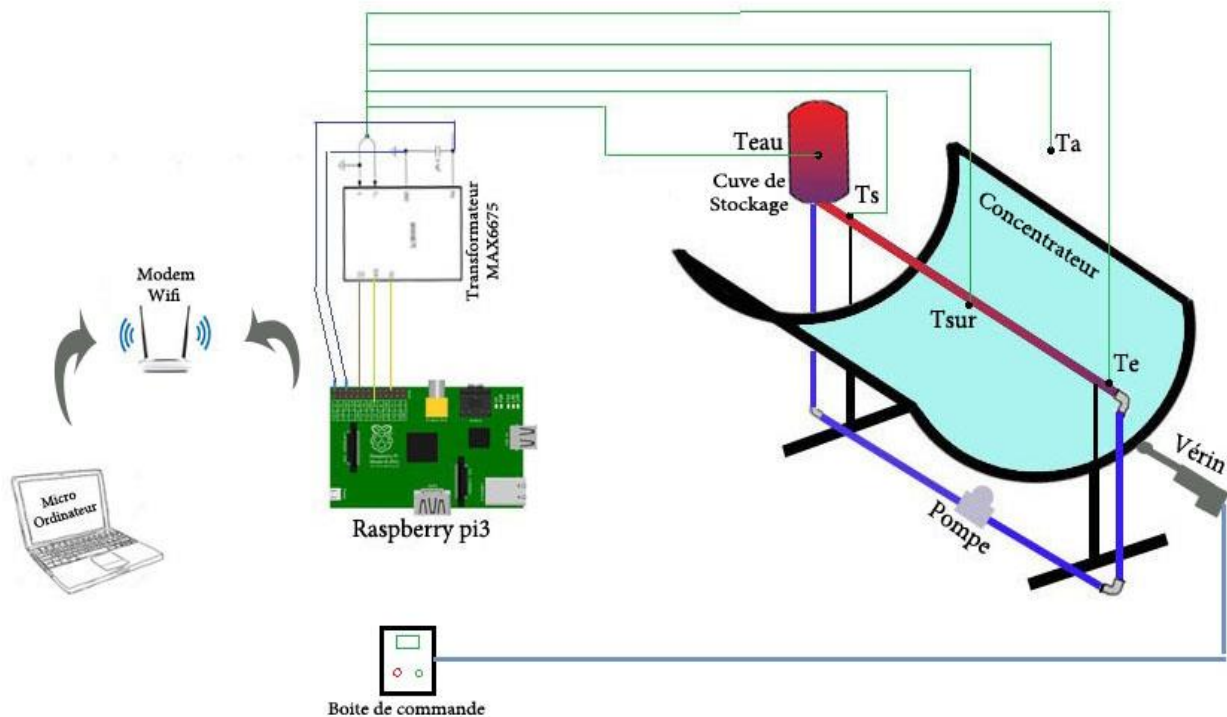 Teau
Ta
Cuve de
Stockage
Ts
Concentrateur
Transformateur
MAX6675
Modem
Wifi
Tsur
Te
Vérin
Micro
Ordinateur
Pompe
Raspberry pi3
Boite de commande